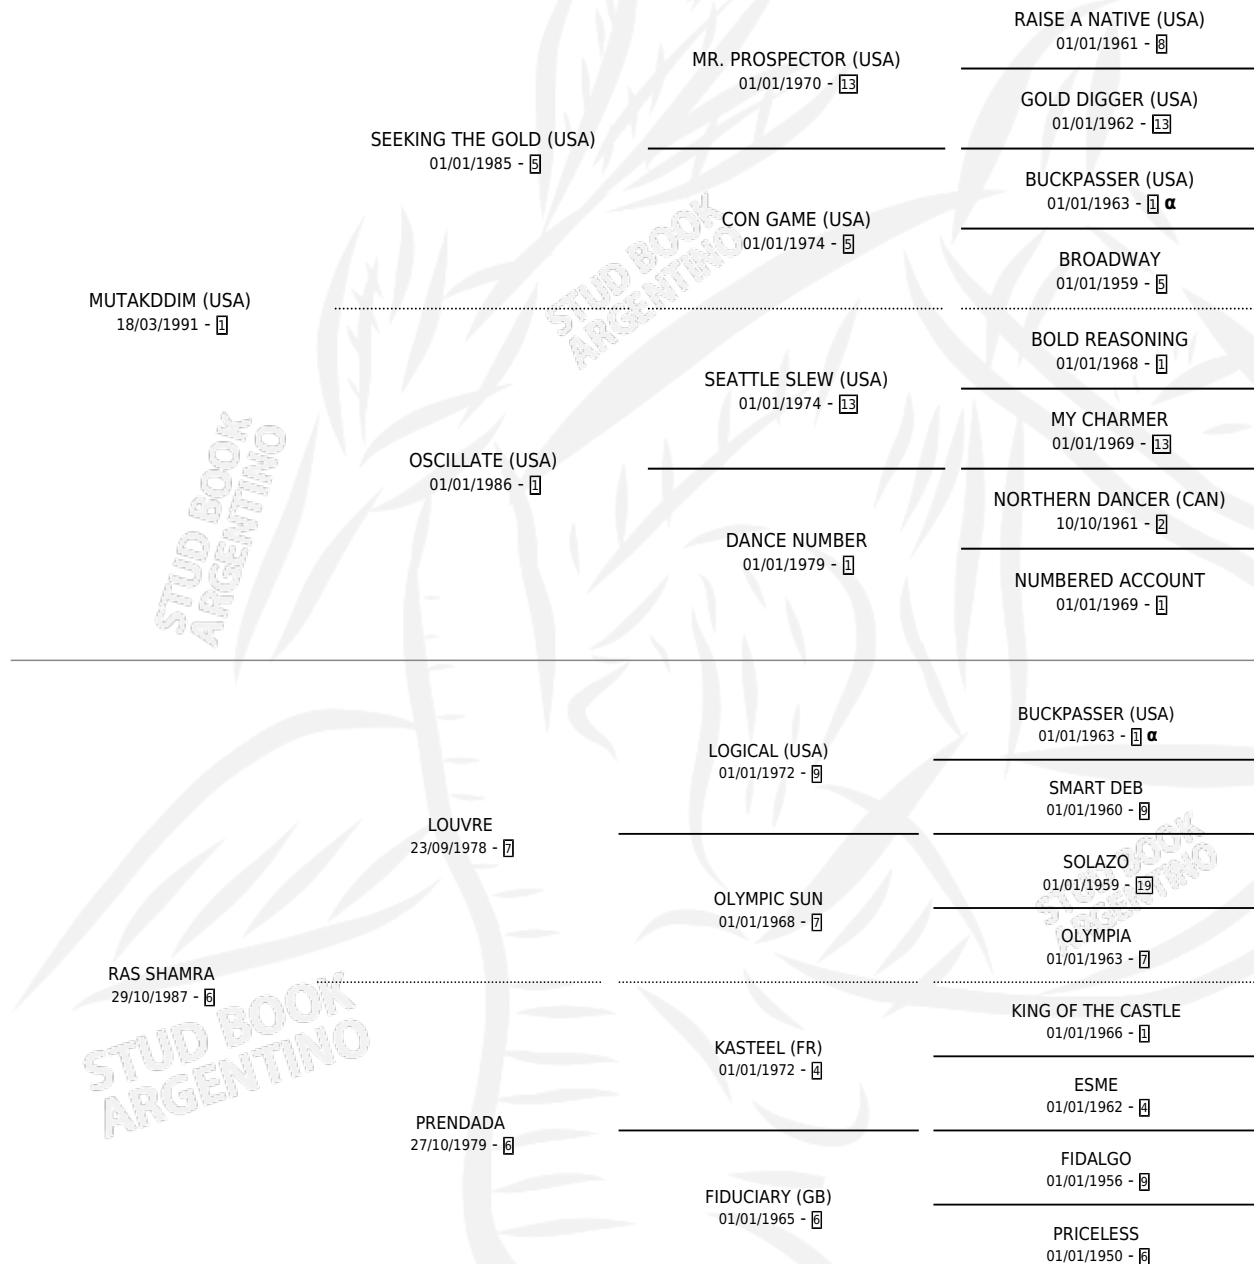 RAISE A NATIVE (USA)
01/01/1961 - 8
MR. PROSPECTOR (USA)
01/01/1970 - 13
GOLD DIGGER (USA)
01/01/1962 - 13
SEEKING THE GOLD (USA)
01/01/1985 - 5
BUCKPASSER (USA)
01/01/1963 - 1 α
CON GAME (USA)
01/01/1974 - 5
BROADWAY
01/01/1959 - 5
MUTAKDDIM (USA)
18/03/1991 - 1
BOLD REASONING
01/01/1968 - 1
SEATTLE SLEW (USA)
01/01/1974 - 13
MY CHARMER
01/01/1969 - 13
OSCILLATE (USA)
01/01/1986 - 1
NORTHERN DANCER (CAN)
10/10/1961 - 2
DANCE NUMBER
01/01/1979 - 1
NUMBERED ACCOUNT
01/01/1969 - 1
BUCKPASSER (USA)
01/01/1963 - 1 α
LOGICAL (USA)
01/01/1972 - 9
SMART DEB
01/01/1960 - 9
LOUVRE
23/09/1978 - 7
SOLAZO
01/01/1959 - 19
OLYMPIC SUN
01/01/1968 - 7
OLYMPIA
01/01/1963 - 7
RAS SHAMRA
29/10/1987 - 6
KING OF THE CASTLE
01/01/1966 - 1
KASTEEL (FR)
01/01/1972 - 4
ESME
01/01/1962 - 4
PRENDADA
27/10/1979 - 6
FIDALGO
01/01/1956 - 9
FIDUCIARY (GB)
01/01/1965 - 6
PRICELESS
01/01/1950 - 6
STUD BOOK
ARGENTINO
STUD BOOK
ARGENTINO
STUD BOOK
ARGENTINO
STUD BOOK
ARGENTINO